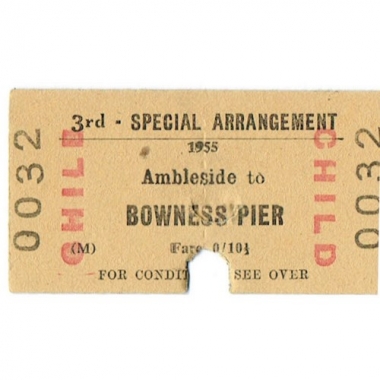 3rd - SPECIAL ARRANGEMENT
1955
Ambleside to
BOWNESS PIER
(M) Fare 0/10½
FOR CONDIT SEE OVER
0032
CHILD
CHILD
0032